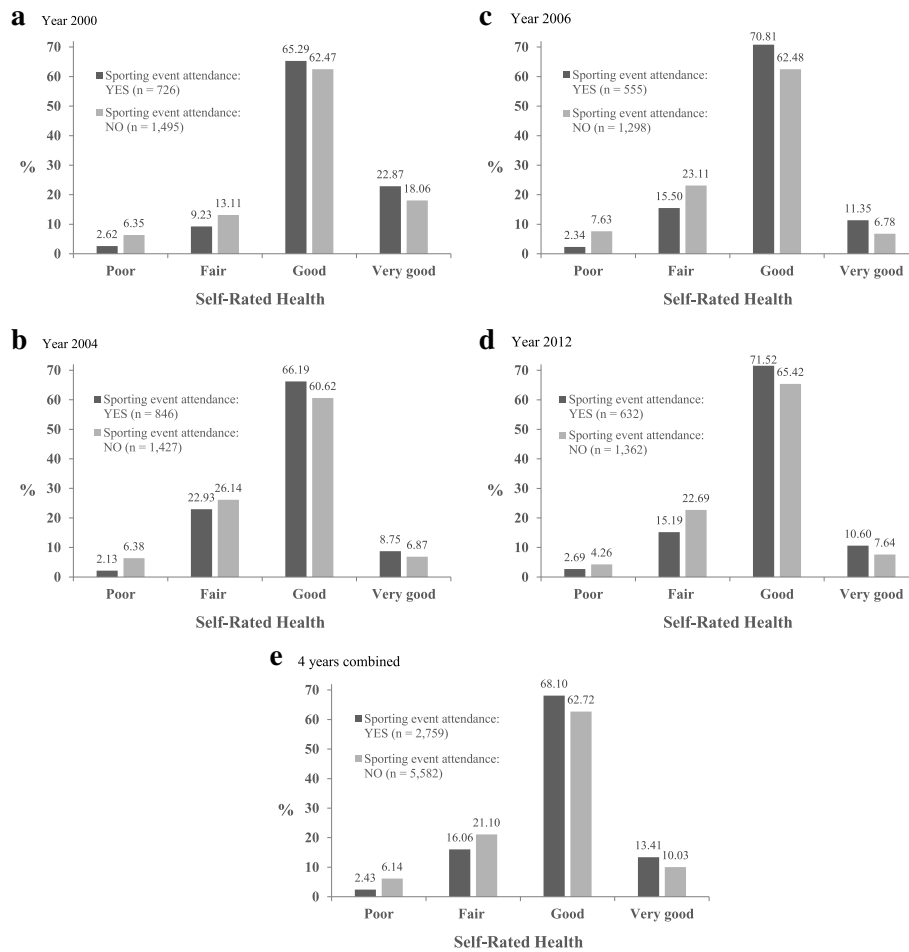 a Year 2000
70
60
50
40
30
20
10
0
%
Sporting event attendance:
YES (n = 726)
Sporting event attendance:
NO (n = 1,495)
2.62 6.35
9.23 13.11
65.29 62.47
22.87 18.06
Poor Fair Good Very good
Self-Rated Health
b Year 2004
70
60
50
40
30
20
10
0
%
Sporting event attendance:
YES (n = 846)
Sporting event attendance:
NO (n = 1,427)
2.13 6.38
22.93 26.14
66.19 60.62
8.75 6.87
Poor Fair Good Very good
Self-Rated Health
c Year 2006
70
60
50
40
30
20
10
0
%
Sporting event attendance:
YES (n = 555)
Sporting event attendance:
NO (n = 1,298)
2.34 7.63
15.50 23.11
70.81 62.48
11.35 6.78
Poor Fair Good Very good
Self-Rated Health
d Year 2012
70
60
50
40
30
20
10
0
%
Sporting event attendance:
YES (n = 632)
Sporting event attendance:
NO (n = 1,362)
2.69 4.26
15.19 22.69
71.52 65.42
10.60 7.64
Poor Fair Good Very good
Self-Rated Health
e 4 years combined
70
60
50
40
30
20
10
0
%
Sporting event attendance:
YES (n = 2,759)
Sporting event attendance:
NO (n = 5,582)
2.43 6.14
16.06 21.10
68.10 62.72
13.41 10.03
Poor Fair Good Very good
Self-Rated Health